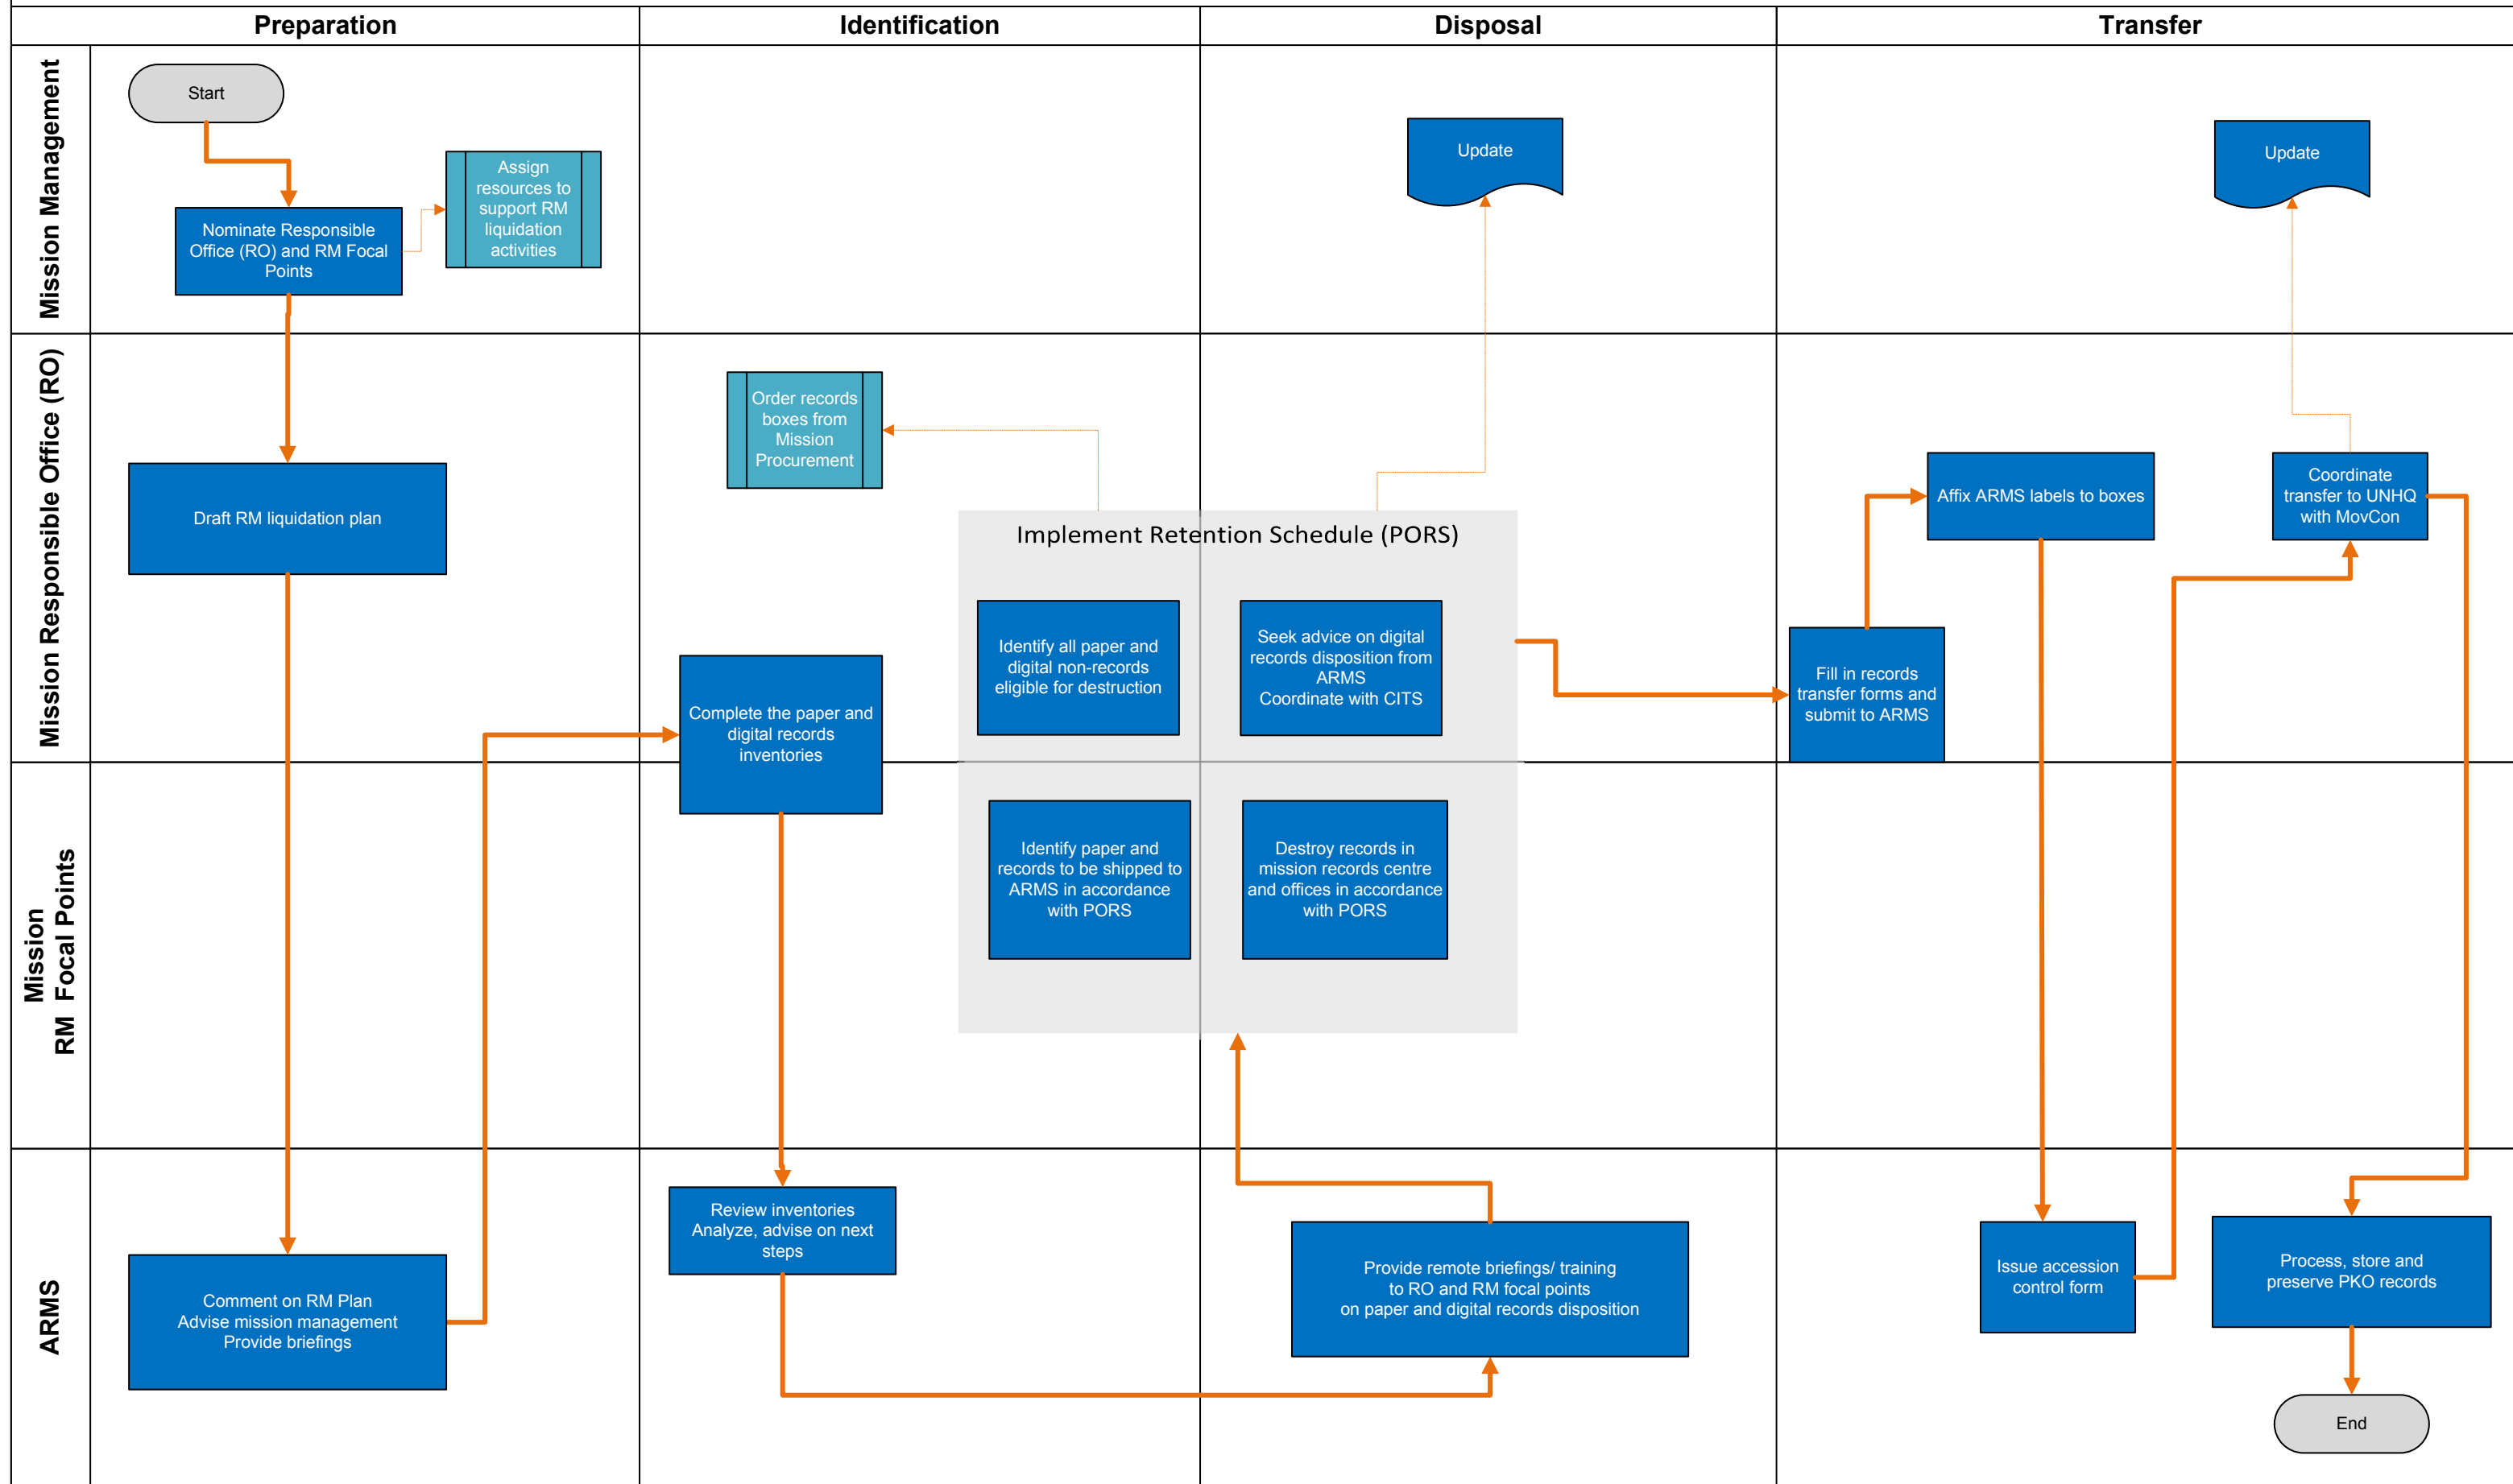 Preparation
Identification
Disposal
Transfer
Mission Management
Start
Nominate Responsible
Office (RO) and RM Focal
Points
Assign
resources to
support RM
liquidation
activities
Update
Update
Mission Responsible Office (RO)
Draft RM liquidation plan
Order records
boxes from
Mission
Procurement
Implement Retention Schedule (PORS)
Complete the paper and
digital records
inventories
Identify all paper and
digital non-records
eligible for destruction
Seek advice on digital
records disposition from
ARMS
Coordinate with CITS
Fill in records
transfer forms and
submit to ARMS
Affix ARMS labels to boxes
Coordinate
transfer to UNHQ
with MovCon
Mission
RM Focal Points
Identify paper and
records to be shipped to
ARMS in accordance
with PORS
Destroy records in
mission records centre
and offices in accordance
with PORS
ARMS
Comment on RM Plan
Advise mission management
Provide briefings
Review inventories
Analyze, advise on next
steps
Provide remote briefings/ training
to RO and RM focal points
on paper and digital records disposition
Issue accession
control form
Process, store and
preserve PKO records
End